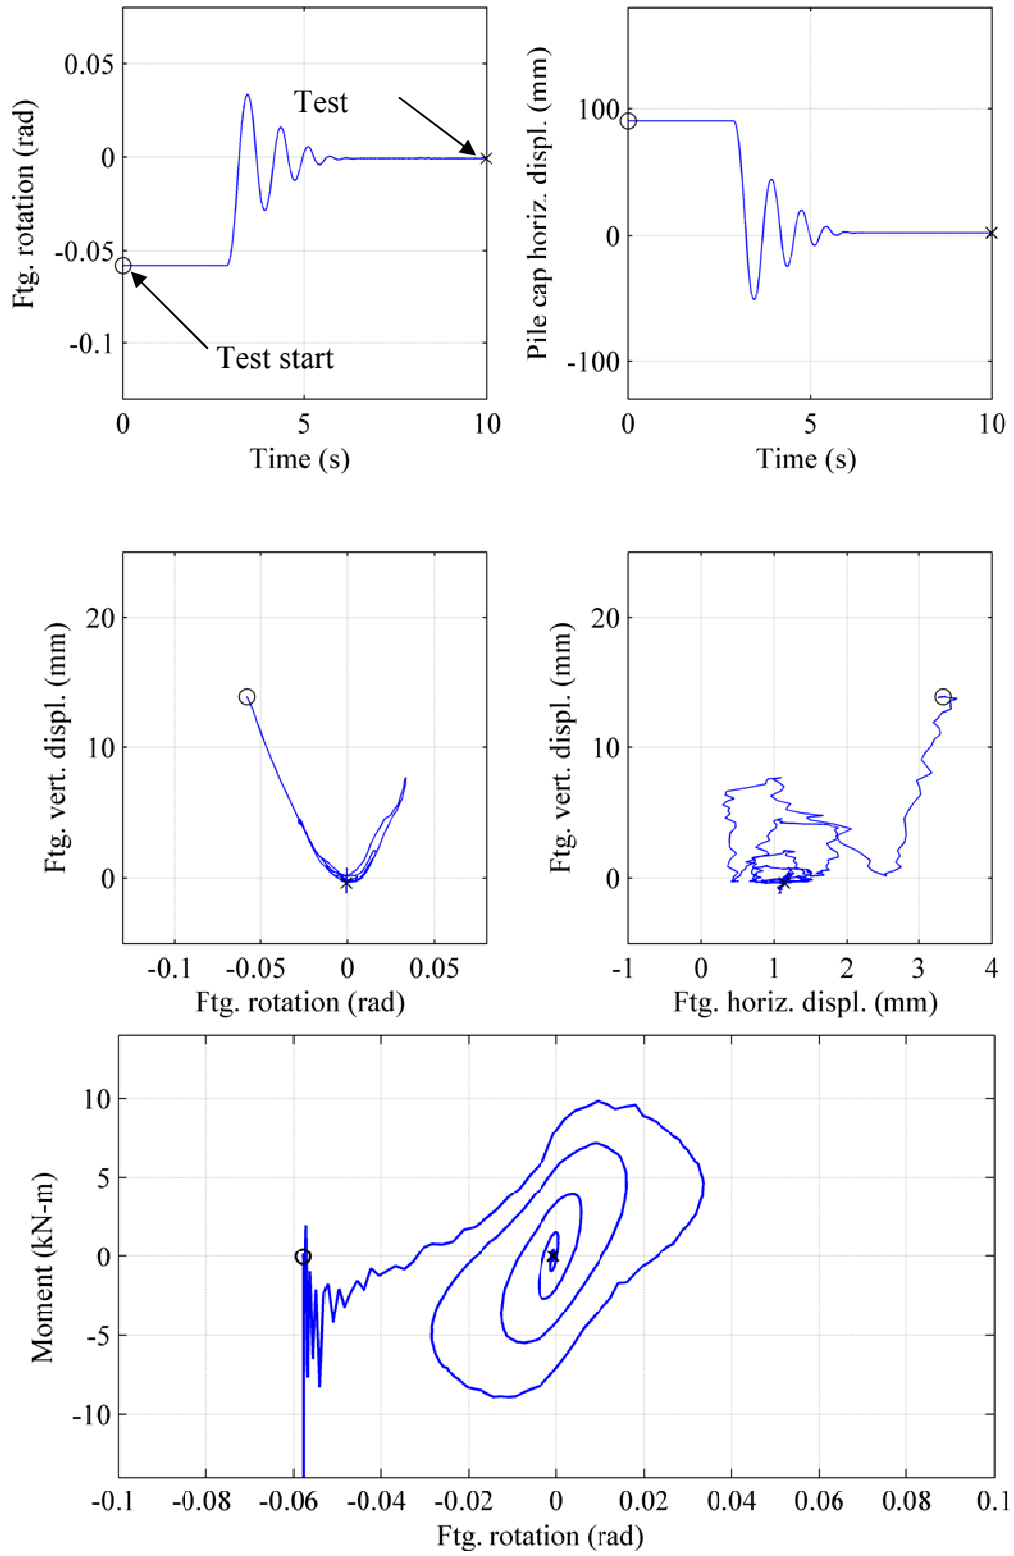 Ftg. rotation (rad)
0.05
0
-0.05
-0.1
Test
Test start
0 5 10
Time (s)
Pile cap horiz. displ. (mm)
100
0
-100
0 5 10
Time (s)
Ftg. vert. displ. (mm)
20
10
0
-0.1 -0.05 0 0.05
Ftg. rotation (rad)
Ftg. vert. displ. (mm)
20
10
0
-1 0 1 2 3 4
Ftg. horiz. displ. (mm)
Moment (kN-m)
10
5
0
-5
-10
-0.1 -0.08 -0.06 -0.04 -0.02 0 0.02 0.04 0.06 0.08 0.1
Ftg. rotation (rad)